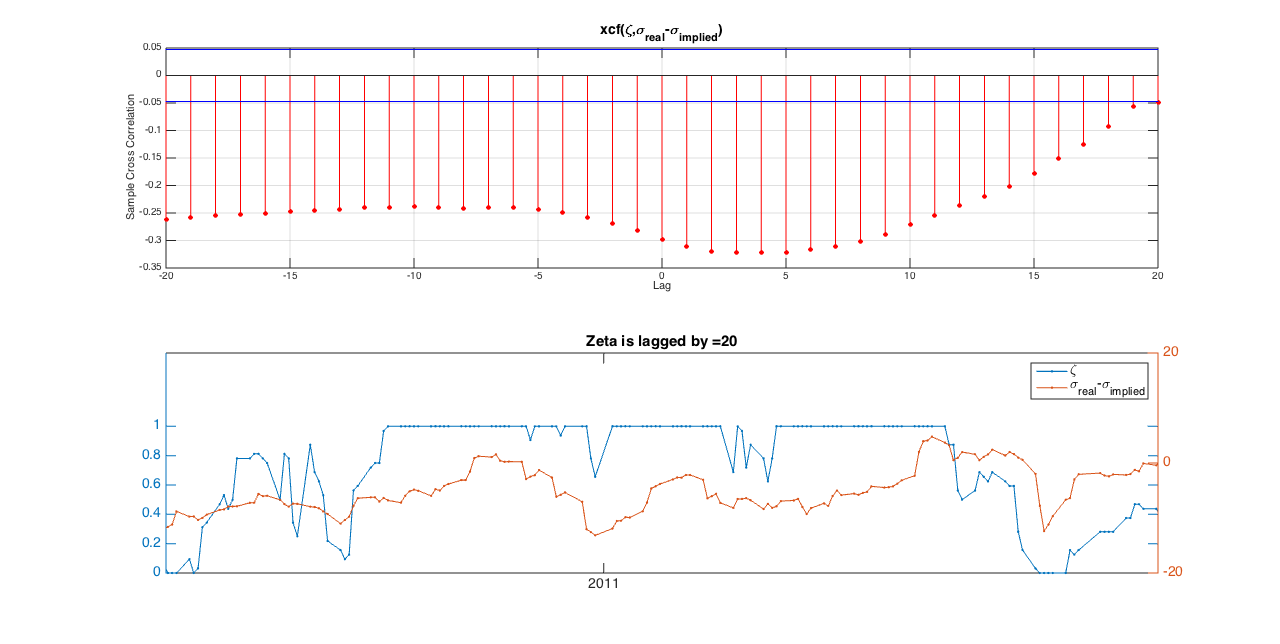 xcf(ζ,σreal-σimplied)
0.05
0
-0.05
-0.1
-0.15
-0.2
-0.25
-0.3
-0.35
Sample Cross Correlation
-20 -15 -10 -5 0 5 10 15 20
Lag
Zeta is lagged by =20
1
0.8
0.6
0.4
0.2
0
20
0
-20
ζ
σreal-σimplied
2011